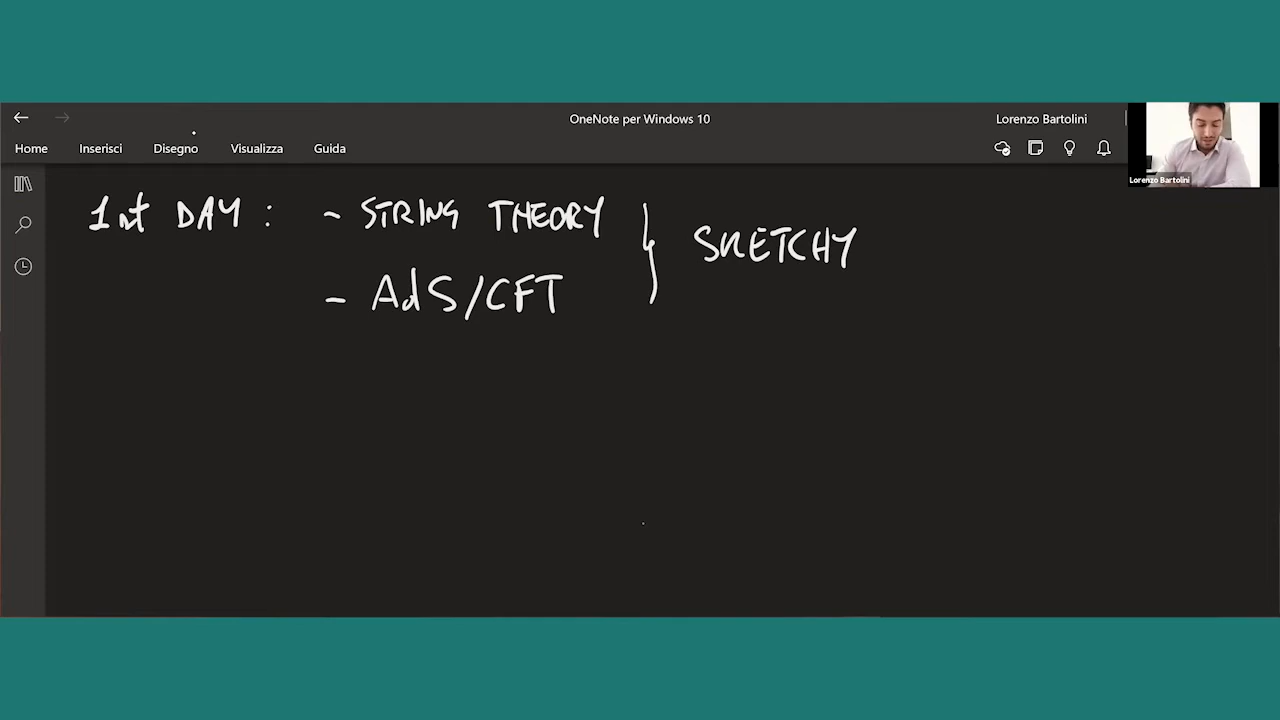 OneNote per Windows 10
Lorenzo Bartolini
Home Inserisci Disegno Visualizza Guida
Lorenzo Bartolini
1st DAY : - STRING THEORY
- AdS/CFT
SKETCHY